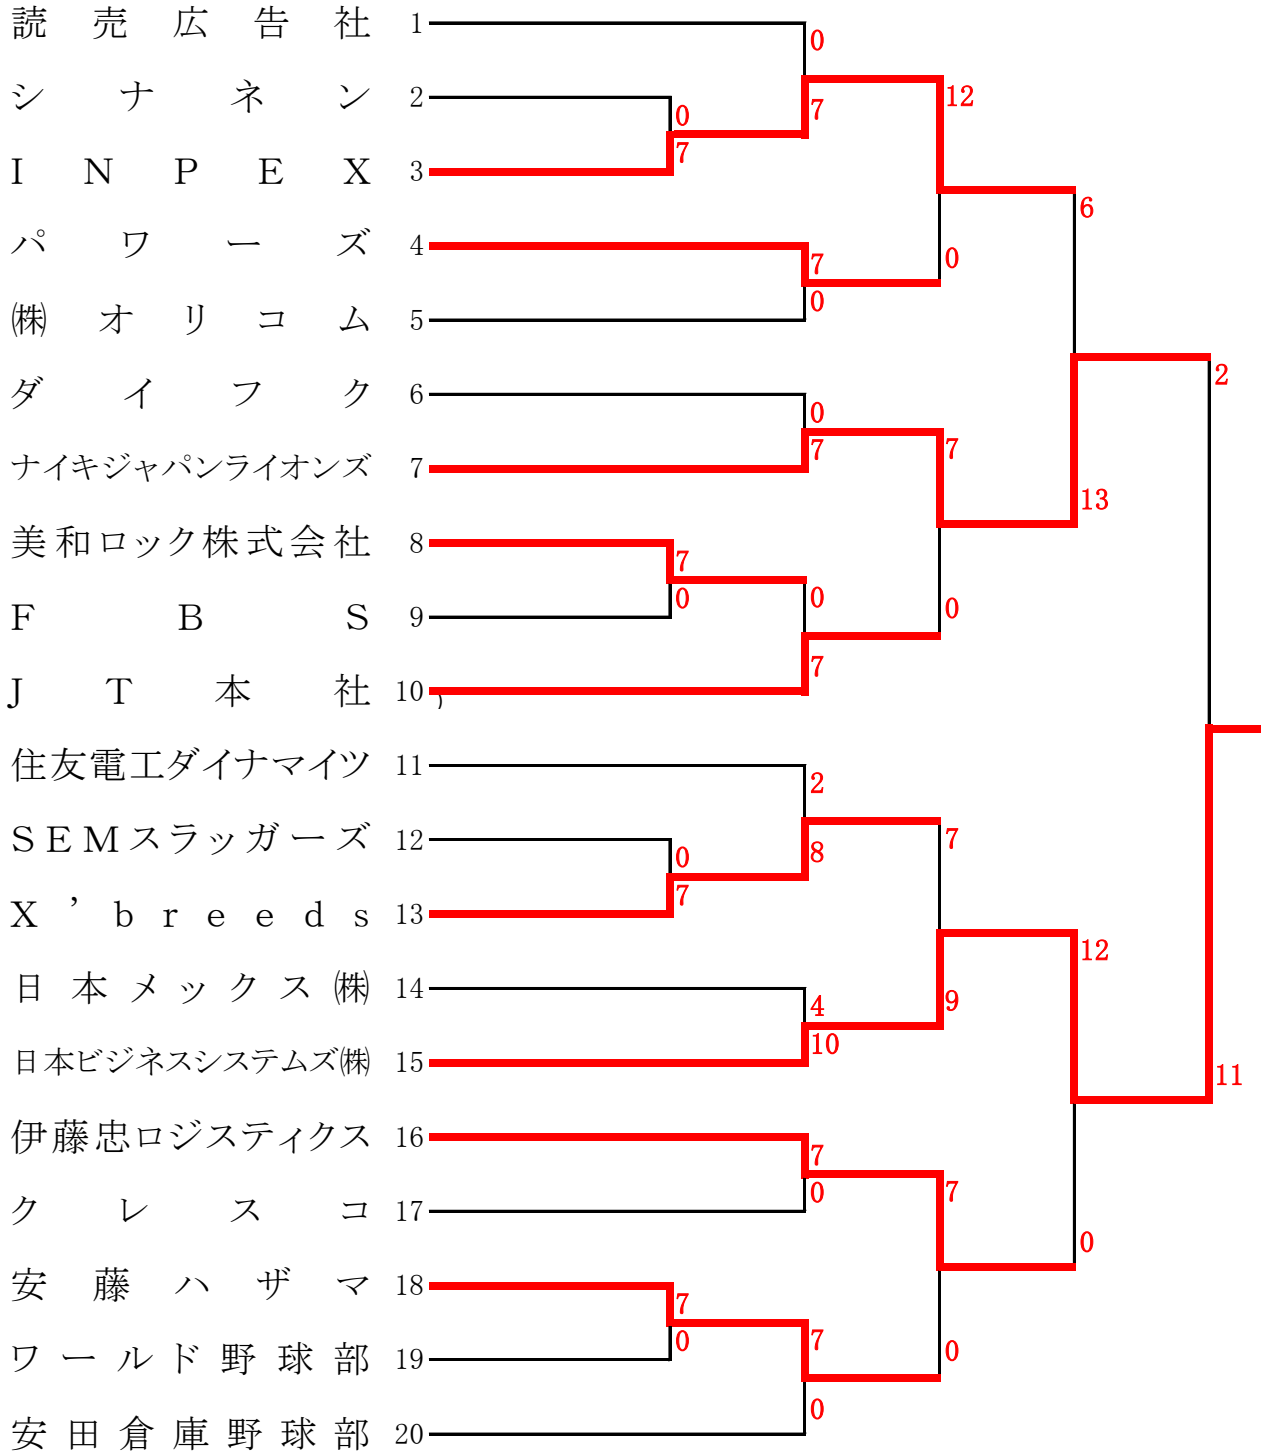 読売広告社 1
0
シナネン 2
12
7
0
7
INPEX 3
6
パワーズ 4
7
0
0
㈱オリコム 5
2
ダイフク 6
0
7
7
ナイキジャパンライオンズ 7
13
美和ロック株式会社 8
7
0
0
0
FBS 9
7
JT本社 10
住友電工ダイナマイツ 11
2
SEMスラッガーズ 12
7
8
0
7
X’breeds 13
12
日本メックス㈱ 14
4
9
10
日本ビジネスシステムズ㈱ 15
11
伊藤忠ロジスティクス 16
7
0
7
クレスコ 17
0
安藤ハザマ 18
7
0
7
0
ワールド野球部 19
0
安田倉庫野球部 20